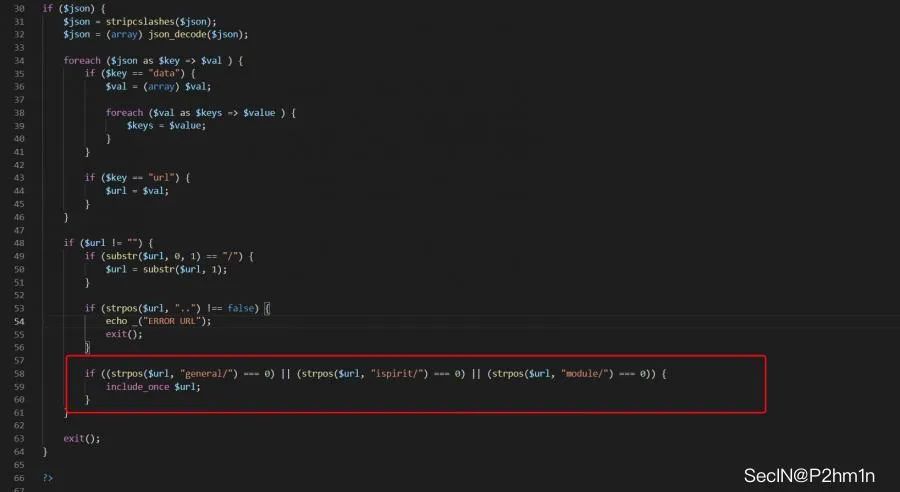 30 if ($json) {
31 $json = stripcslashes($json);
32 $json = (array) json_decode($json);
33
34 foreach ($json as $key => $val ) {
35 if ($key == "data") {
36 $val = (array) $val;
37
38 foreach ($val as $keys => $value ) {
39 $keys = $value;
40 }
41 }
42
43 if ($key == "url") {
44 $url = $val;
45 }
46 }
47
48 if ($url != "") {
49 if (substr($url, 0, 1) == "/") {
50 $url = substr($url, 1);
51 }
52
53 if (strpos($url, "..") !== false) {
54 echo _("ERROR URL");
55 exit();
56 }
57
58 if ((strpos($url, "general/") === 0) || (strpos($url, "ispirit/") === 0) || (strpos($url, "module/") === 0)) {
59 include_once $url;
60 }
61 }
62
63 exit();
64 }
65
66 ?>
67
SecIN@P2hm1n